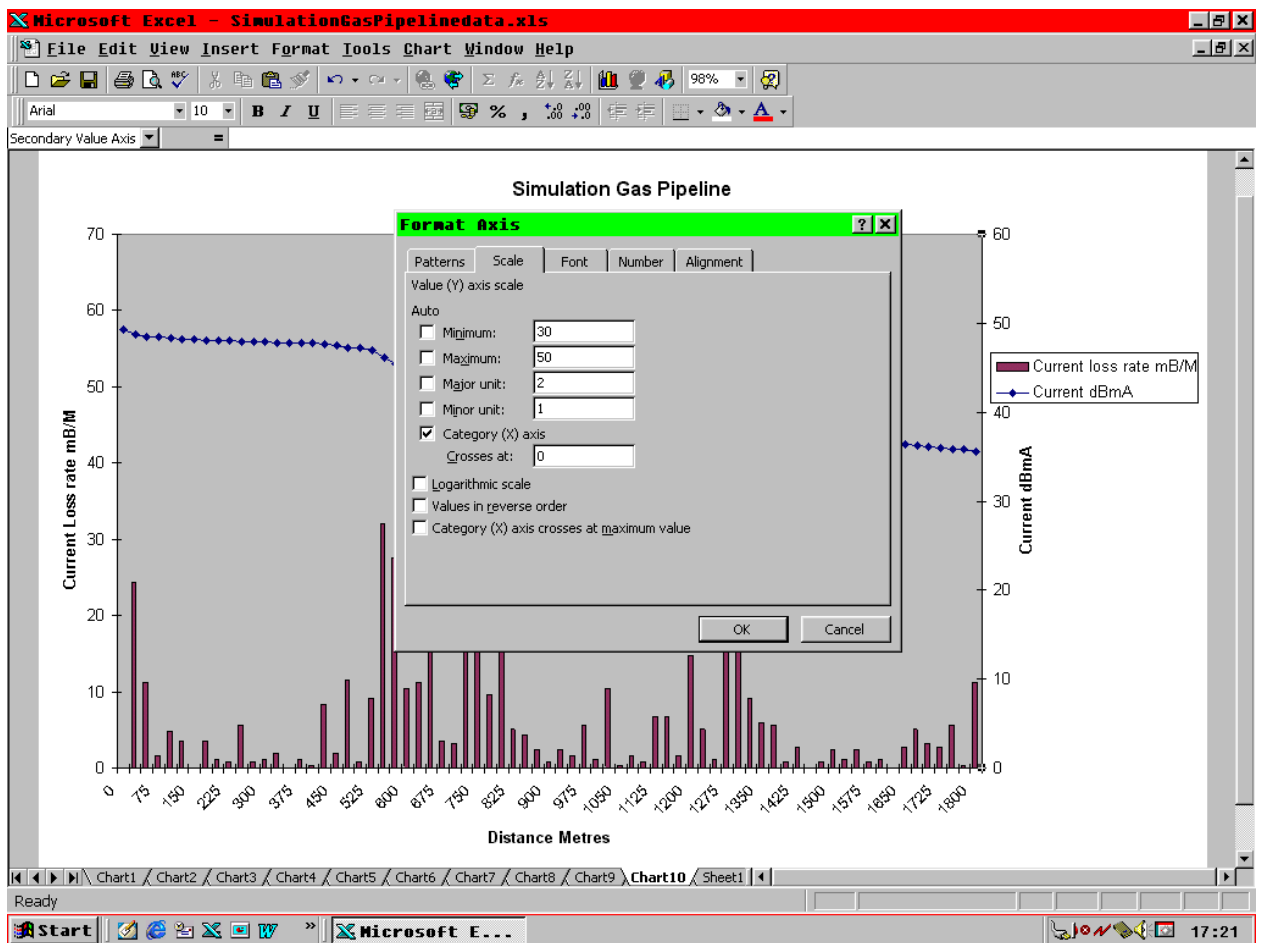 Microsoft Excel - SimulationGasPipelinedata.xls
File Edit View Insert Format Tools Chart Window Help
98%
Arial 10 B I U % , A
Secondary Value Axis =
Simulation Gas Pipeline
Format Axis
Patterns Scale Font Number Alignment
Value (Y) axis scale
Auto
Minimum: 30
Maximum: 50
Major unit: 2
Minor unit: 1
Category (X) axis
Crosses at: 0
Logarithmic scale
Values in reverse order
Category (X) axis crosses at maximum value
OK Cancel
70
60
50
40
30
20
10
0
Current Loss rate mB/M
60
50
40
30
20
10
0
Current dBmA
Current loss rate mB/M
Current dBmA
0 75 150 225 300 375 450 525 600 675 750 825 900 975 1050 1125 1200 1275 1350 1425 1500 1575 1650 1725 1800
Distance Metres
Chart1 Chart2 Chart3 Chart4 Chart5 Chart6 Chart7 Chart8 Chart9 Chart10 Sheet1
Ready
Start » Microsoft E... 17:21